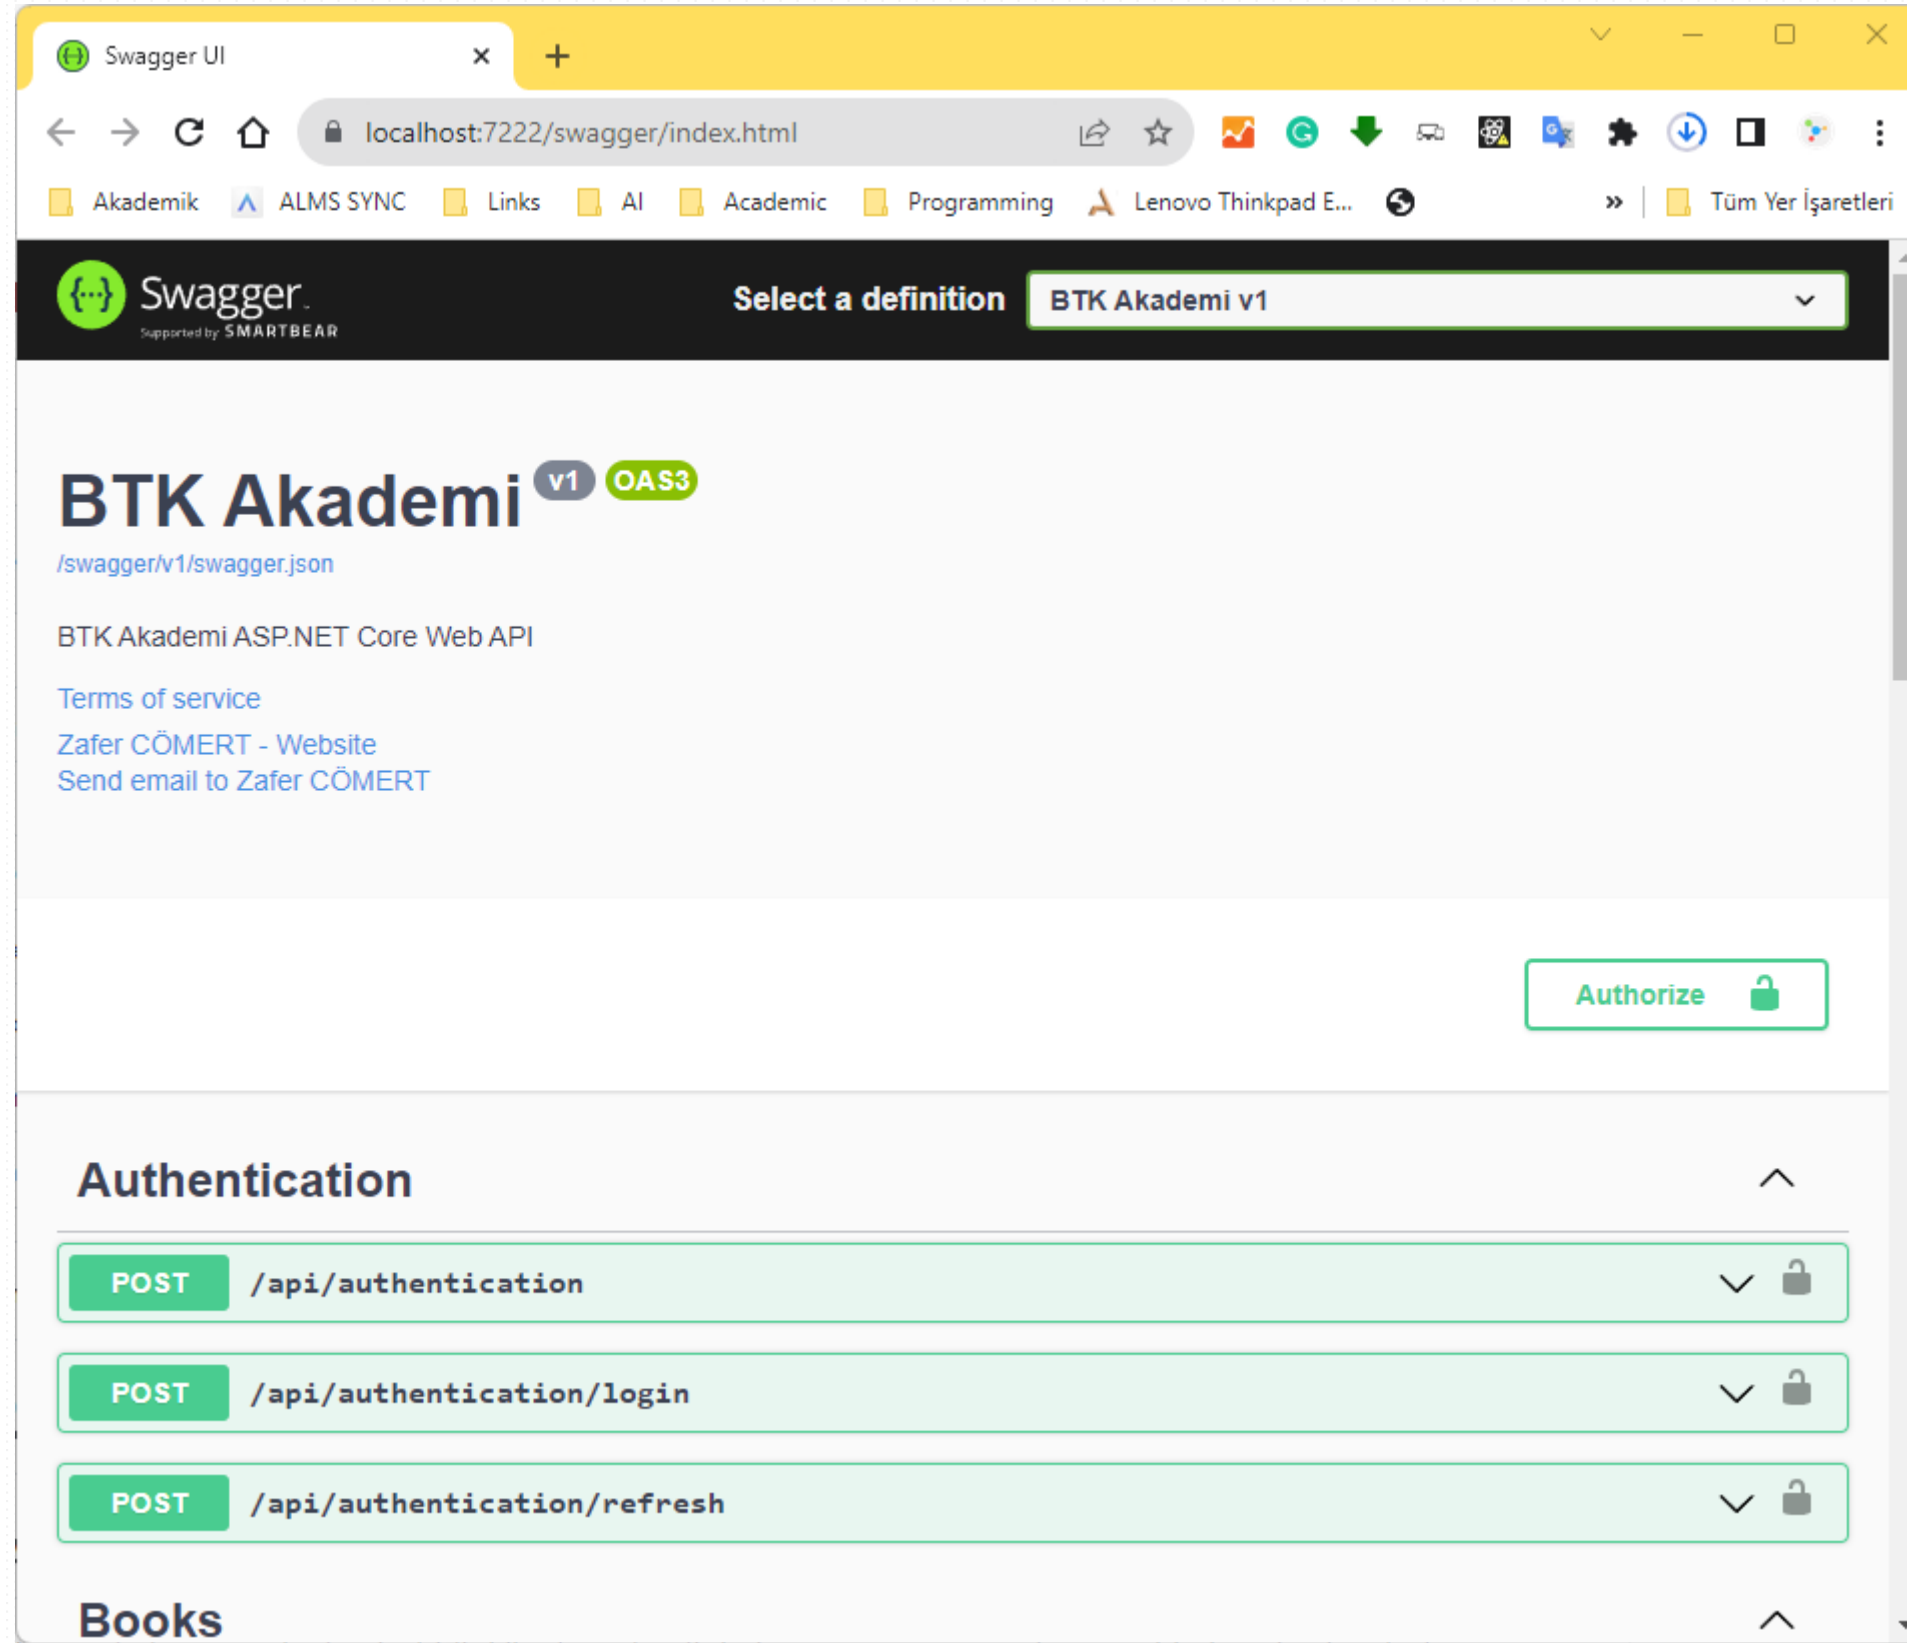 Swagger UI
localhost:7222/swagger/index.html
Akademik ALMS SYNC Links AI Academic Programming Lenovo Thinkpad E... » Tüm Yer İşaretleri
Swagger. Select a definition BTK Akademi v1
Supported by SMARTBEAR
BTK Akademi v1 OAS3
/swagger/v1/swagger.json
BTK Akademi ASP.NET Core Web API
Terms of service
Zafer CÖMERT - Website
Send email to Zafer CÖMERT
Authorize
Authentication
POST /api/authentication
POST /api/authentication/login
POST /api/authentication/refresh
Books